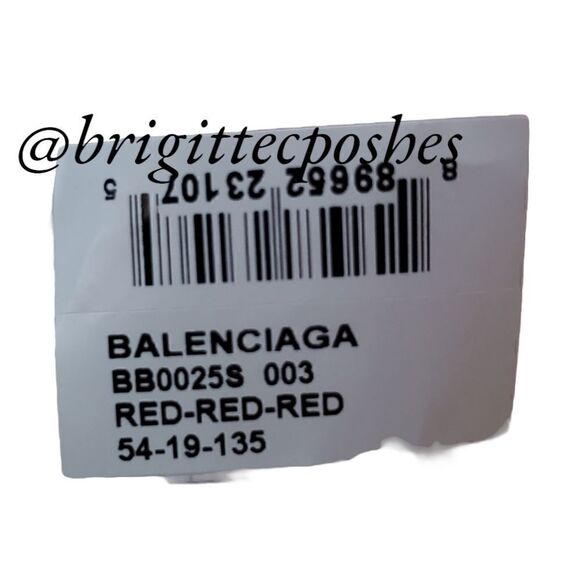 @brigittecposhes
8 89652 23107 5
BALENCIAGA
BB0025S 003
RED-RED-RED
54-19-135